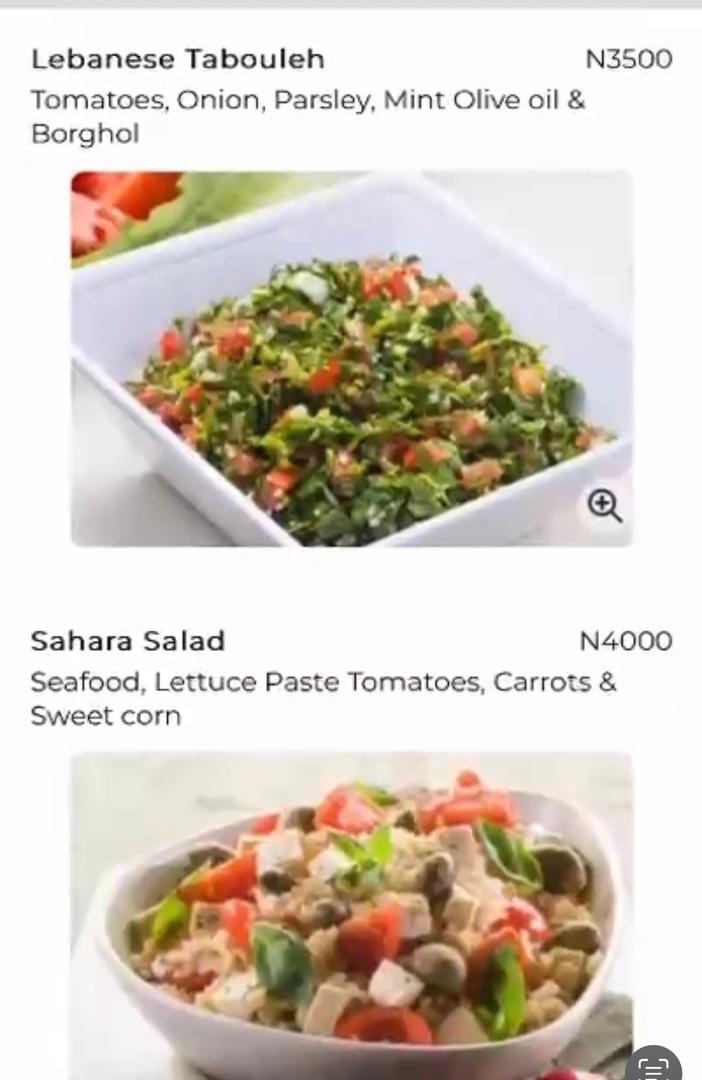 Lebanese Tabouleh N3500
Tomatoes, Onion, Parsley, Mint Olive oil &
Borghol
Sahara Salad N4000
Seafood, Lettuce Paste Tomatoes, Carrots &
Sweet corn